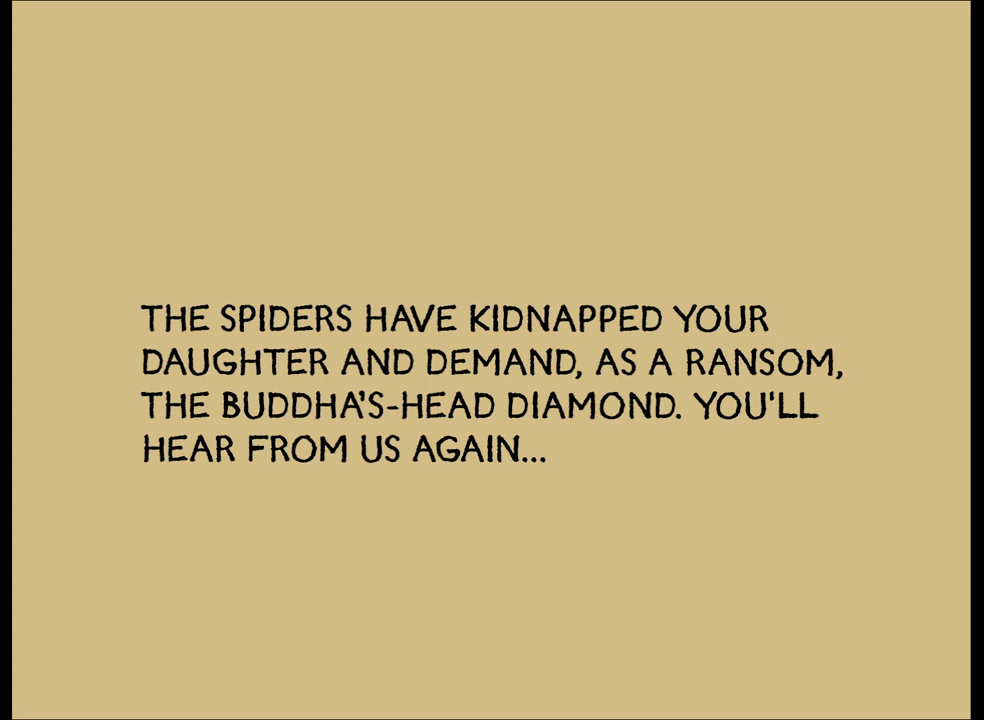 THE SPIDERS HAVE KIDNAPPED YOUR
DAUGHTER AND DEMAND, AS A RANSOM,
THE BUDDHA'S-HEAD DIAMOND. YOU'LL
HEAR FROM US AGAIN...